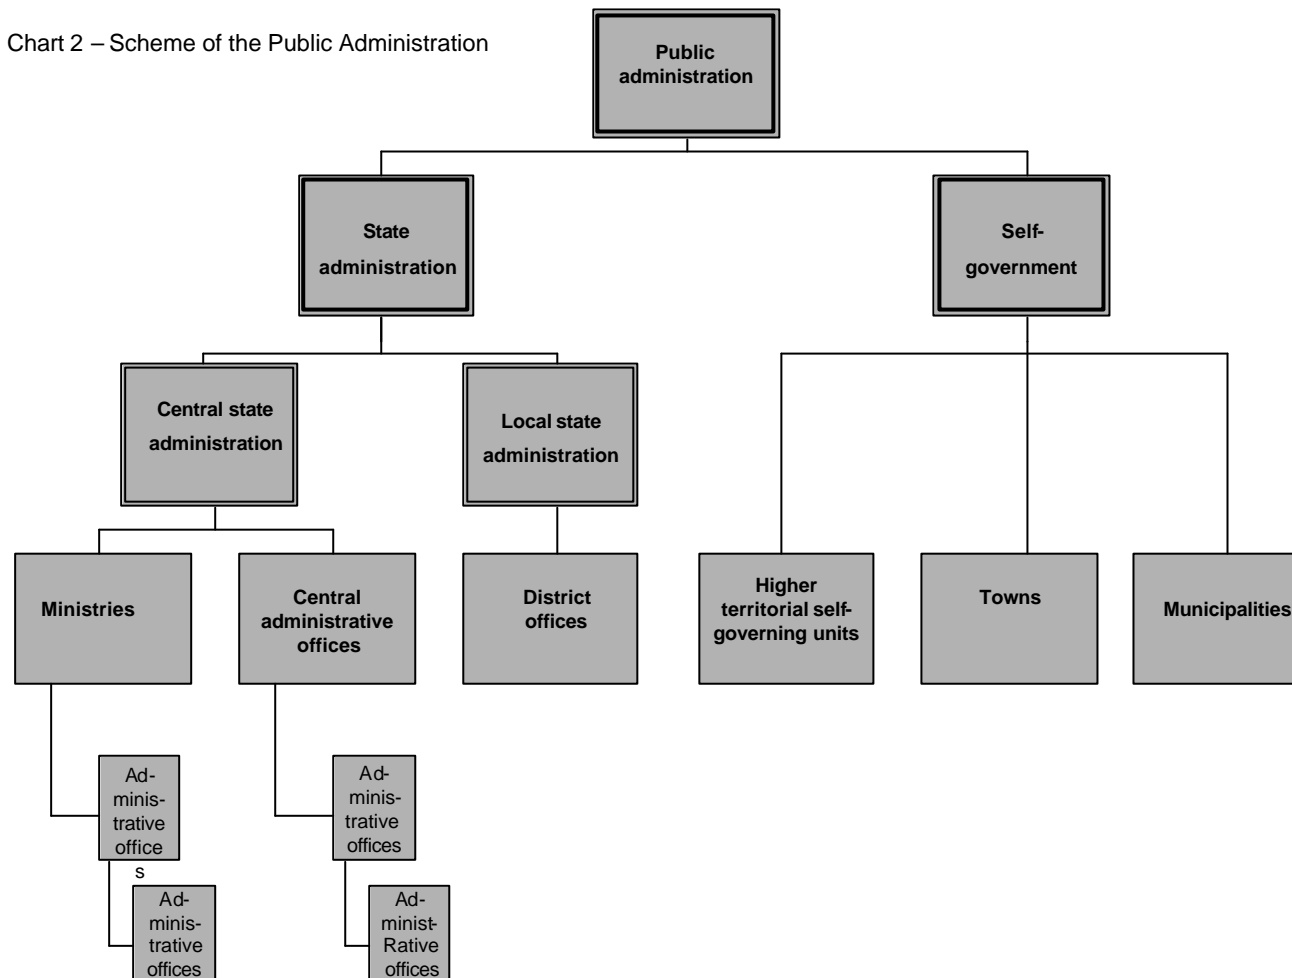 Chart 2 – Scheme of the Public Administration
Public
administration
State
administration
Self-
government
Central state
administration
Local state
administration
Ministries
Central
administrative
offices
District
offices
Higher
territorial self-
governing units
Towns
Municipalities
Ad-
minis-
trative
office
s
Ad-
minis-
trative
offices
Ad-
minis-
trative
offices
Ad-
minist-
Rative
offices